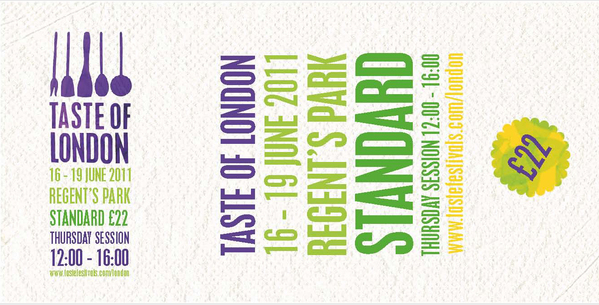 TASTE OF
LONDON
16 - 19 JUNE 2011
REGENT'S PARK
STANDARD £22
THURSDAY SESSION
12:00 - 16:00
www.tastefestivals.com/london
TASTE OF LONDON
16 - 19 JUNE 2011
REGENT'S PARK
STANDARD
THURSDAY SESSION 12:00 - 16:00
www.tastefestivals.com/london
£22